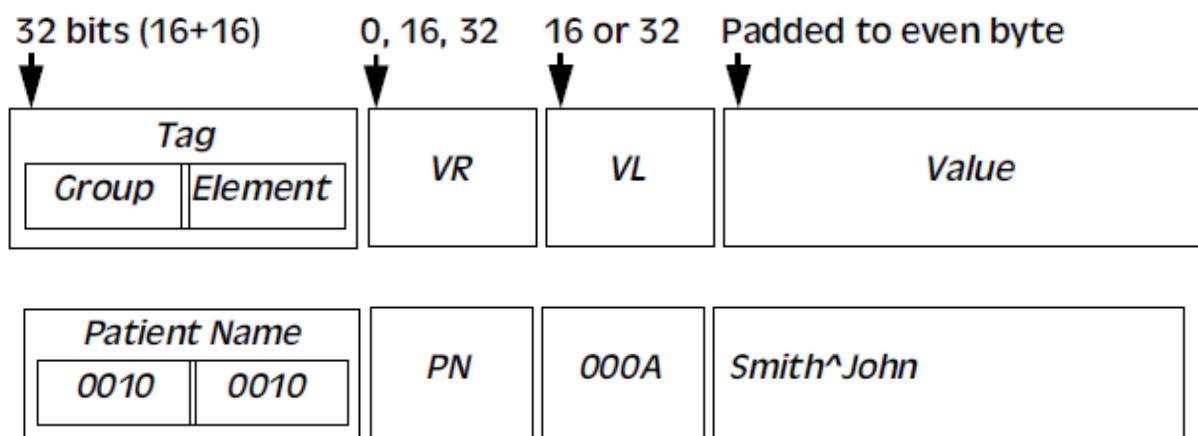 32 bits (16+16) 0, 16, 32 16 or 32 Padded to even byte
Tag
Group Element VR VL Value
Patient Name
0010 0010 PN 000A Smith^John